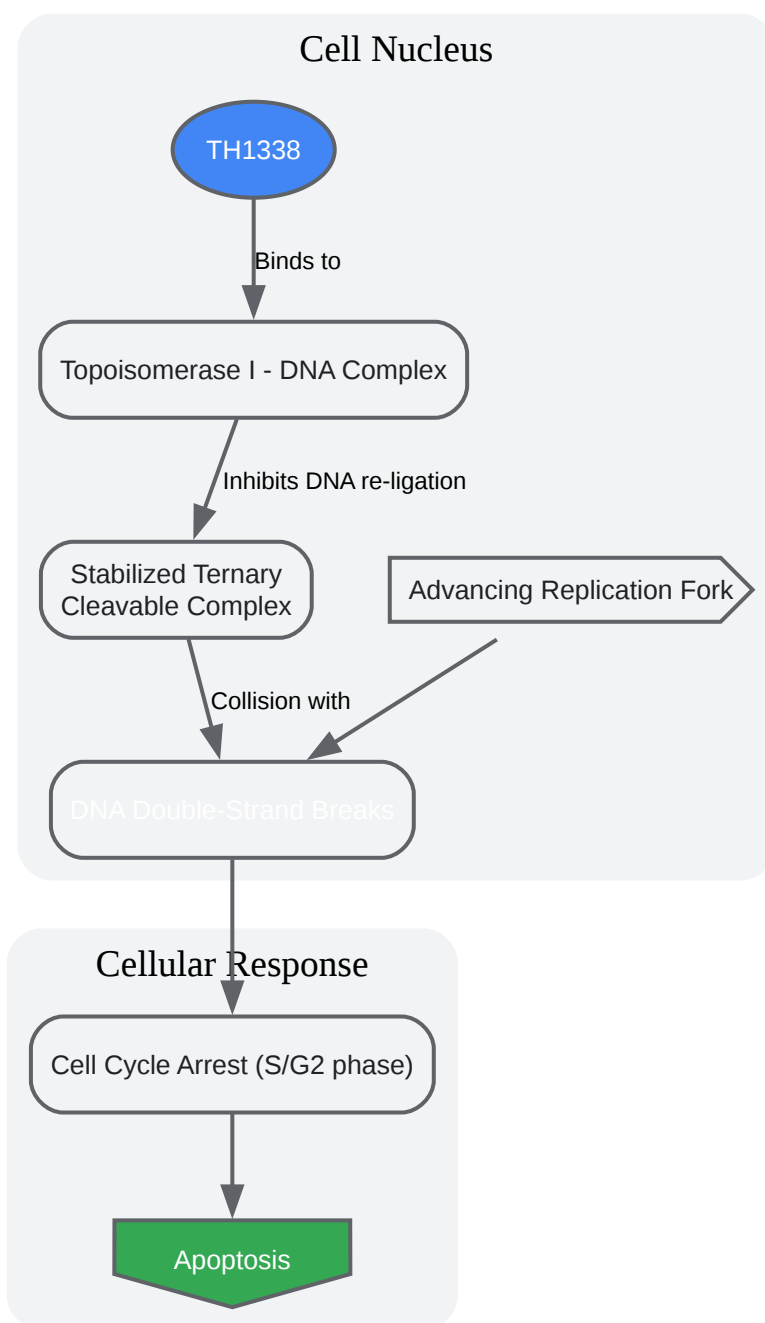 Cell Nucleus
TH1338
Binds to
Topoisomerase I - DNA Complex
Inhibits DNA re-ligation
Stabilized Ternary
Cleavable Complex
Advancing Replication Fork
Collision with
DNA Double-Strand Breaks
Cellular Response
Cell Cycle Arrest (S/G2 phase)
Apoptosis